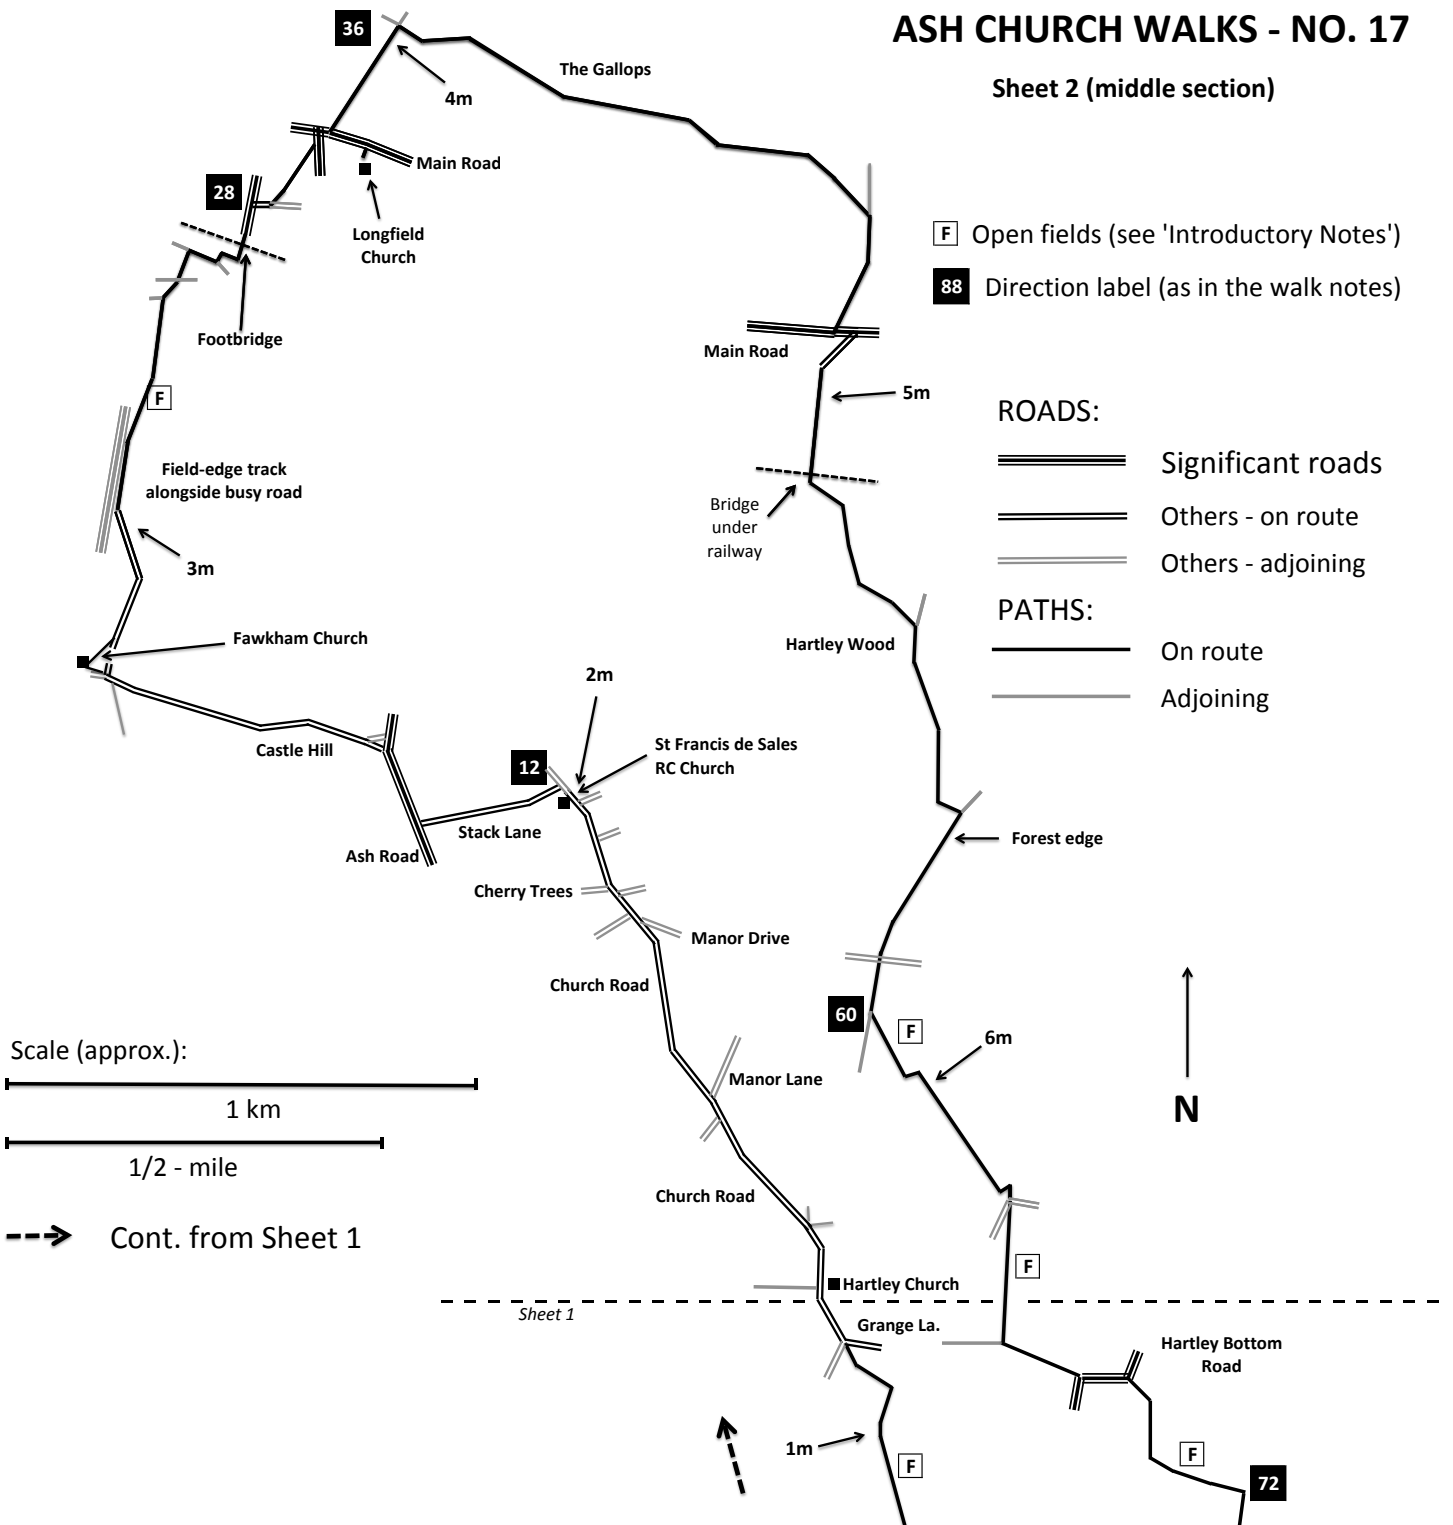 ASH CHURCH WALKS - NO. 17
Sheet 2 (middle section)
36
The Gallops
4m
Main Road
28
Longfield
Church
F Open fields (see 'Introductory Notes')
88 Direction label (as in the walk notes)
Footbridge
Main Road
F
5m
ROADS:
Significant roads
Others - on route
Others - adjoining
PATHS:
On route
Adjoining
Field-edge track
alongside busy road
Bridge
under
railway
3m
Fawkham Church
Hartley Wood
2m
Castle Hill
12
St Francis de Sales
RC Church
Stack Lane
Ash Road
Forest edge
Cherry Trees
Manor Drive
Church Road
60
F
6m
Scale (approx.):
1 km
1/2 - mile
Manor Lane
N
Church Road
Cont. from Sheet 1
F
Hartley Church
Sheet 1
Grange La.
Hartley Bottom
Road
1m
F
F
72